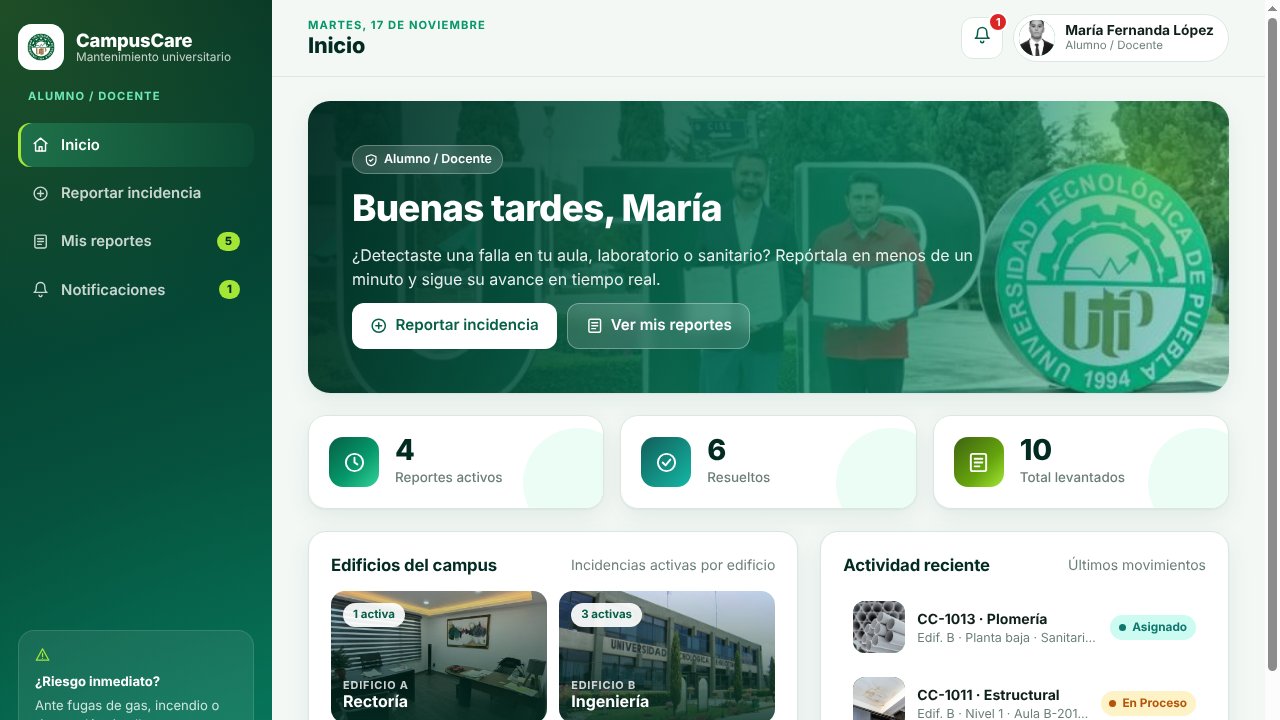 CampusCare
Mantenimiento universitario
ALUMNO / DOCENTE
Inicio
Reportar incidencia
Mis reportes
5
Notificaciones
1
¿Riesgo inmediato?
Ante fugas de gas, incendio o
MARTES, 17 DE NOVIEMBRE
Inicio
1
María Fernanda López
Alumno / Docente
Alumno / Docente
Buenas tardes, María
¿Detectaste una falla en tu aula, laboratorio o sanitario? Repórtala en menos de un
minuto y sigue su avance en tiempo real.
Reportar incidencia
Ver mis reportes
UNIVERSIDAD TECNOLÓGICA DE PUEBLA
UTP
1994
4
Reportes activos
6
Resueltos
10
Total levantados
Edificios del campus
Incidencias activas por edificio
1 activa
EDIFICIO A
Rectoría
3 activas
UNIVERSIDAD
EDIFICIO B
Ingeniería
Actividad reciente
Últimos movimientos
CC-1013 · Plomería
Edif. B · Planta baja · Sanitari...
Asignado
CC-1011 · Estructural
Edif. B · Nivel 1 · Aula B-201...
En Proceso